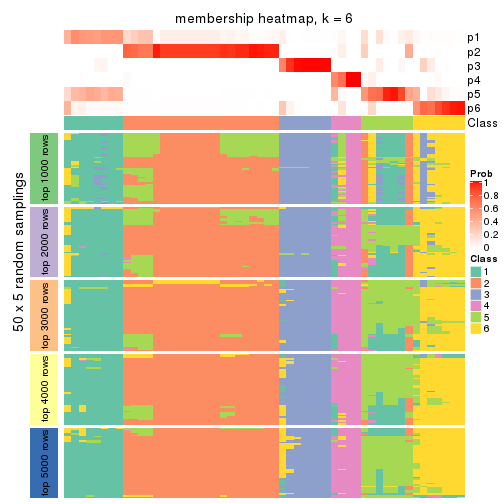 membership heatmap, k = 6
p1
p2
p3
p4
p5
p6
Class
50 x 5 random samplings
top 1000 rows
top 2000 rows
top 3000 rows
top 4000 rows
top 5000 rows
Prob
1
0.8
0.6
0.4
0.2
0
Class
1
2
3
4
5
6